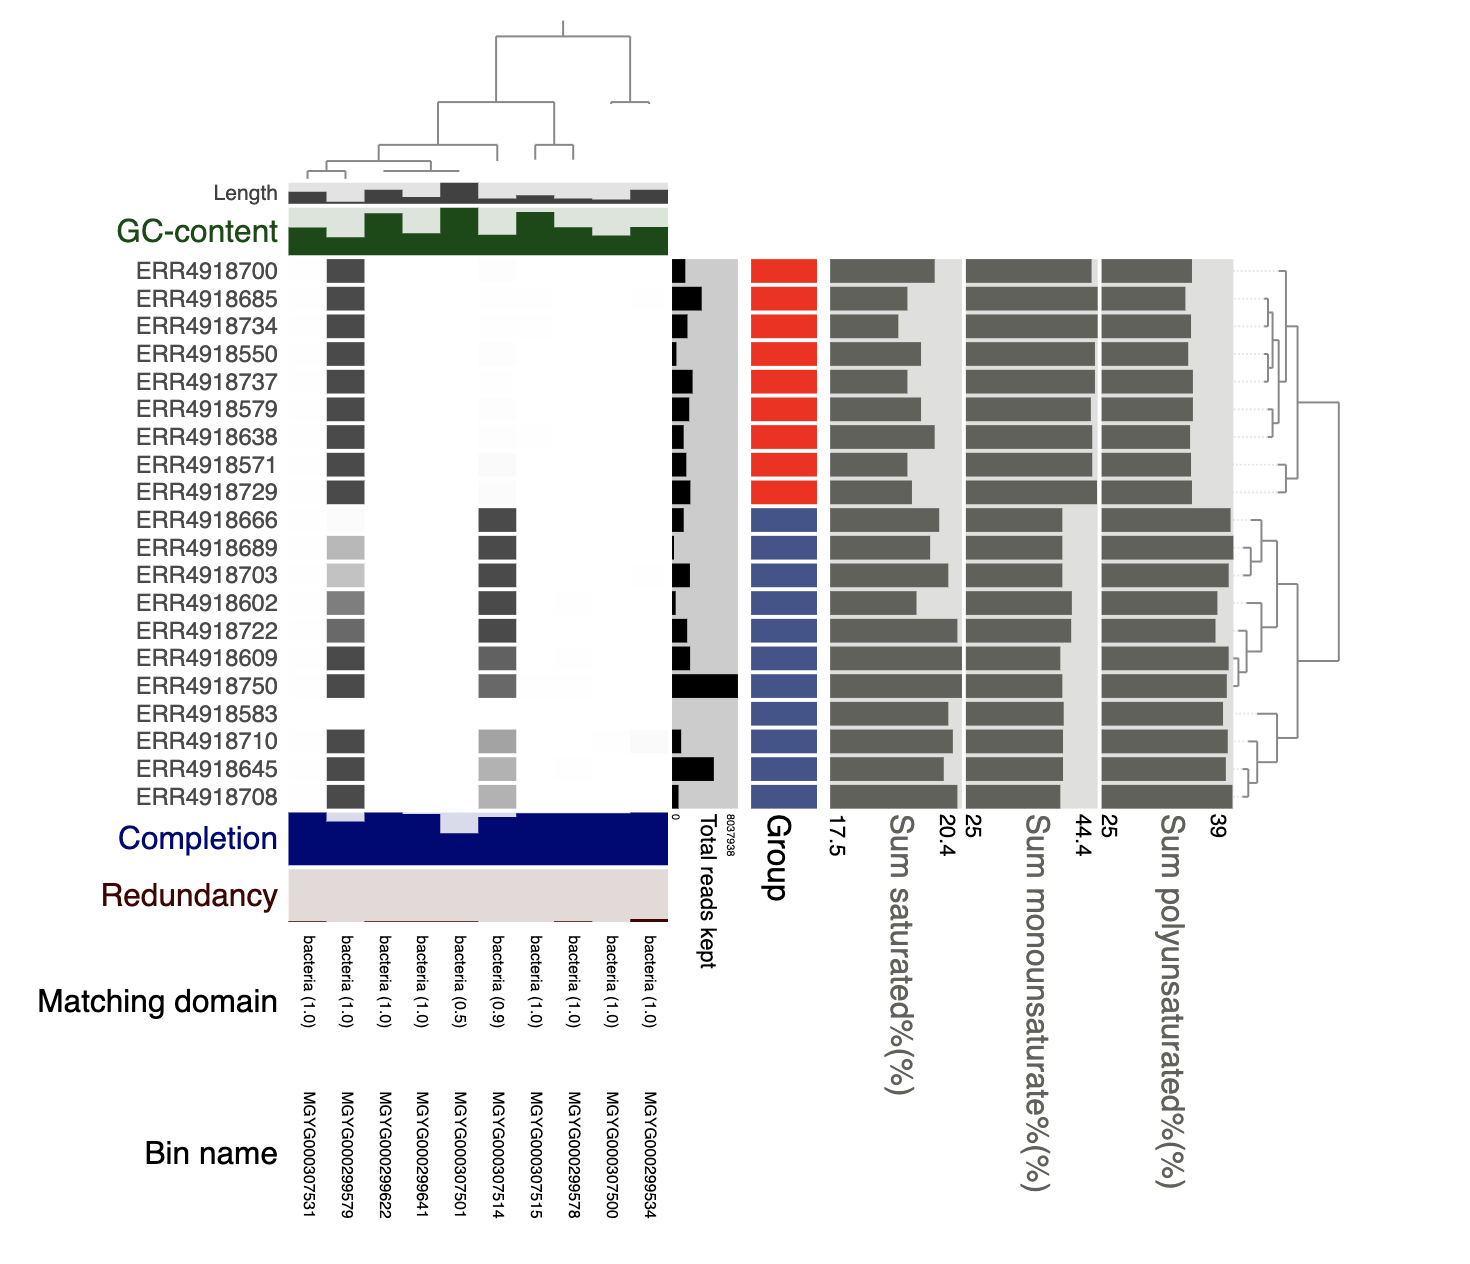 Length
GC-content
ERR4918700
ERR4918685
ERR4918734
ERR4918550
ERR4918737
ERR4918579
ERR4918638
ERR4918571
ERR4918729
ERR4918666
ERR4918689
ERR4918703
ERR4918602
ERR4918722
ERR4918609
ERR4918750
ERR4918583
ERR4918710
ERR4918645
ERR4918708
Completion
Redundancy
Matching domain
bacteria (1.0)
bacteria (1.0)
bacteria (1.0)
bacteria (1.0)
bacteria (0.5)
bacteria (0.9)
bacteria (1.0)
bacteria (1.0)
bacteria (1.0)
bacteria (1.0)
Bin name
MGYG000307531
MGYG000299579
MGYG000299622
MGYG000299641
MGYG000307501
MGYG000307514
MGYG000307515
MGYG000299578
MGYG000307500
MGYG000299534
0
Total reads kept
8037938
Group
17.5
Sum saturated%(%)
20.4
25
Sum monounsaturate%(%)
44.4
25
Sum polyunsaturated%(%)
39